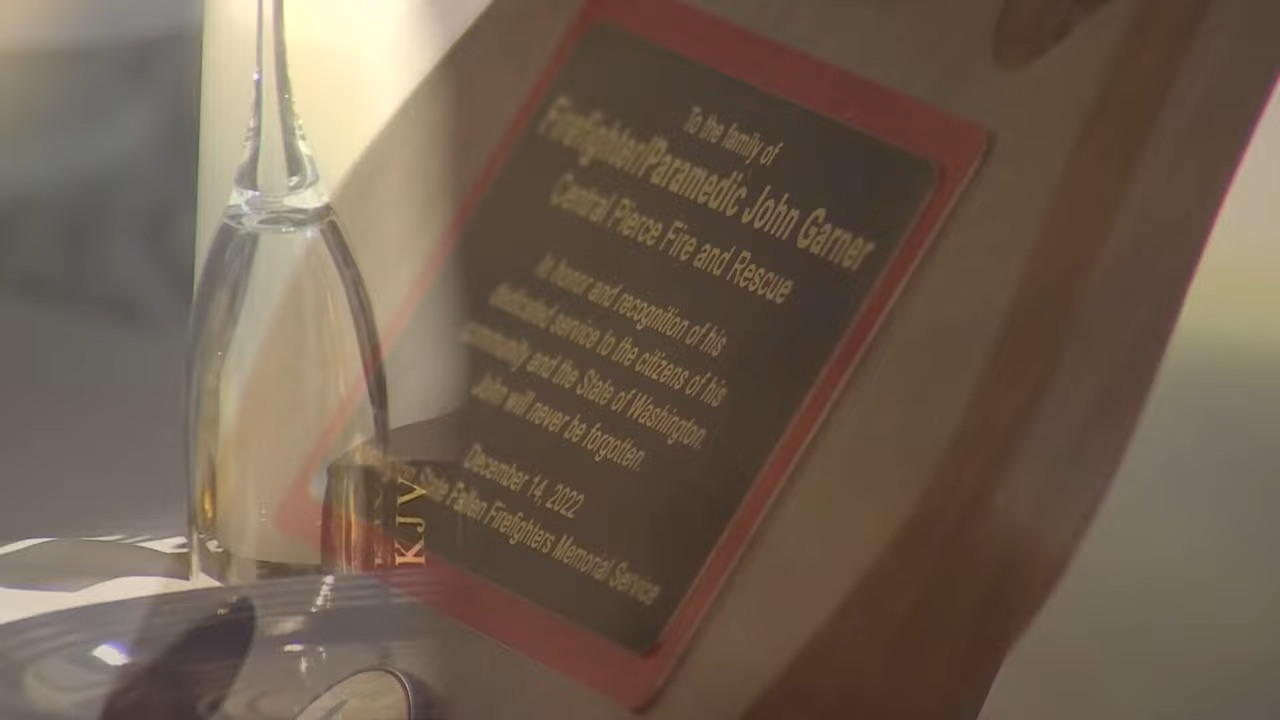 To the family of
Firefighter/Paramedic John Garner
Central Pierce Fire and Rescue
In honor and recognition of his
dedicated service to the citizens of his
community and the State of Washington.
John will never be forgotten.
December 14, 2022
State Fallen Firefighters Memorial Service
KJV